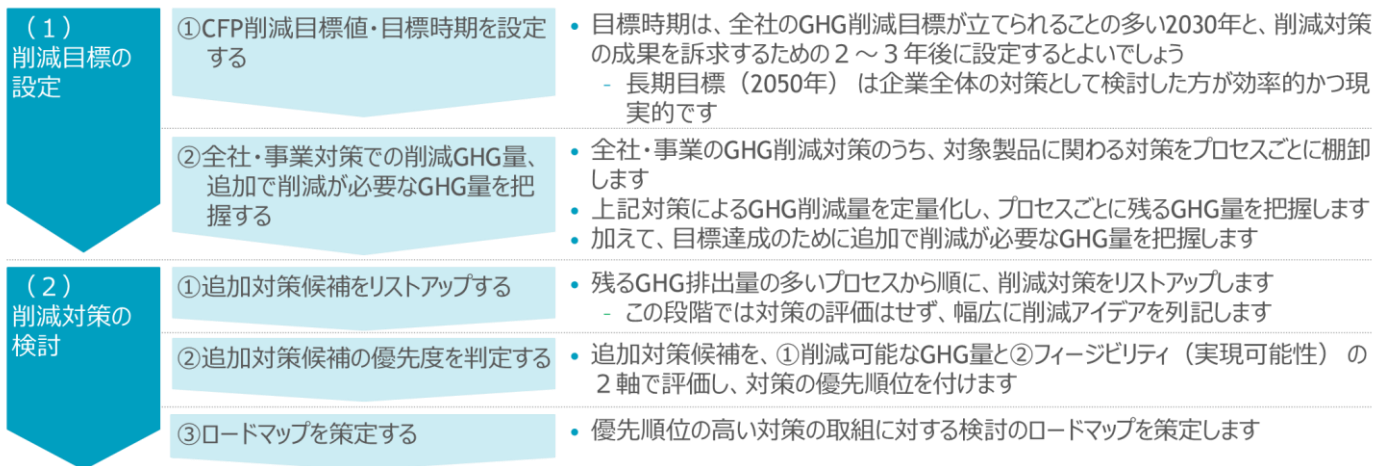 （１）
削減目標の
設定
①CFP削減目標値・目標時期を設定
する
• 目標時期は、全社のGHG削減目標が立てられることの多い2030年と、削減対策
の成果を訴求するための２～３年後に設定するとよいでしょう
- 長期目標（2050年） は企業全体の対策として検討した方が効率的かつ現
実的です
②全社・事業対策での削減GHG量、
追加で削減が必要なGHG量を把
握する
• 全社・事業のGHG削減対策のうち、対象製品に関わる対策をプロセスごとに棚卸
します
• 上記対策によるGHG削減量を定量化し、プロセスごとに残るGHG量を把握します
• 加えて、目標達成のために追加で削減が必要なGHG量を把握します
（２）
削減対策の
検討
①追加対策候補をリストアップする
• 残るGHG排出量の多いプロセスから順に、削減対策をリストアップします
- この段階では対策の評価はせず、幅広に削減アイデアを列記します
②追加対策候補の優先度を判定する
• 追加対策候補を、①削減可能なGHG量と②フィージビリティ（実現可能性） の
２軸で評価し、対策の優先順位を付けます
③ロードマップを策定する
• 優先順位の高い対策の取組に対する検討のロードマップを策定します